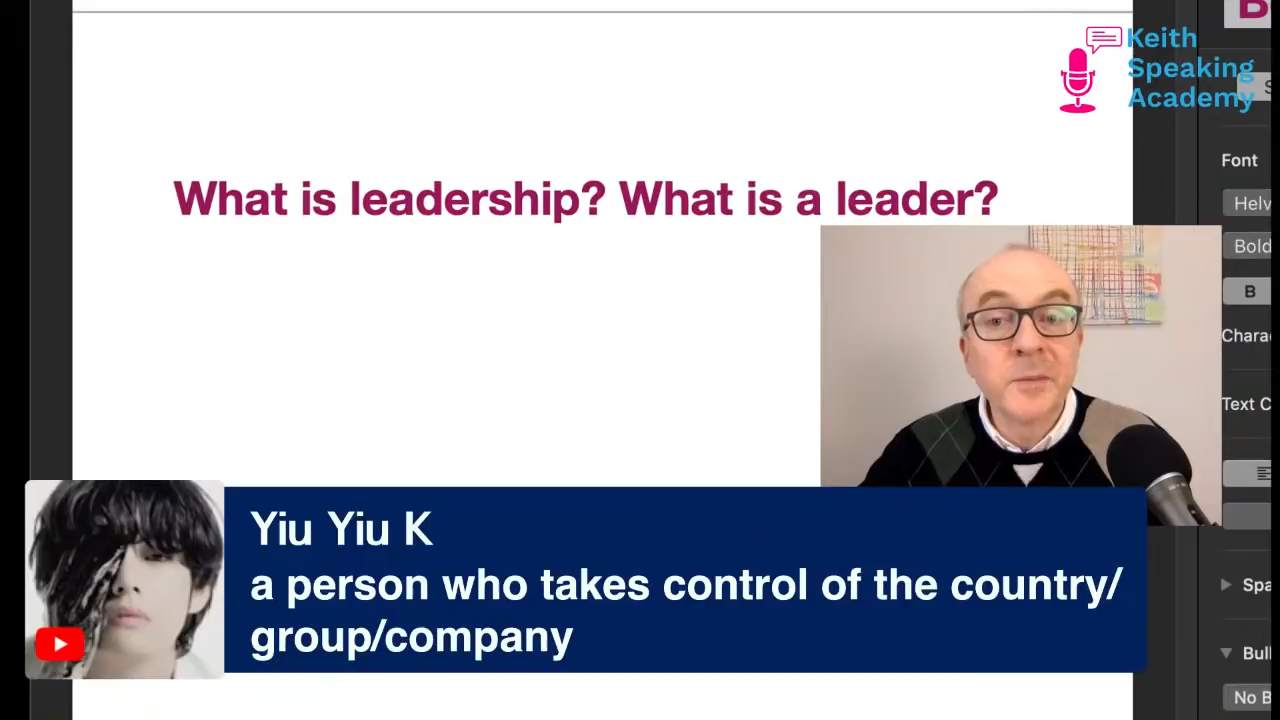 Keith
Speaking
Academy
What is leadership? What is a leader?
Font
Bold
B
Yiu Yiu K
a person who takes control of the country/
group/company